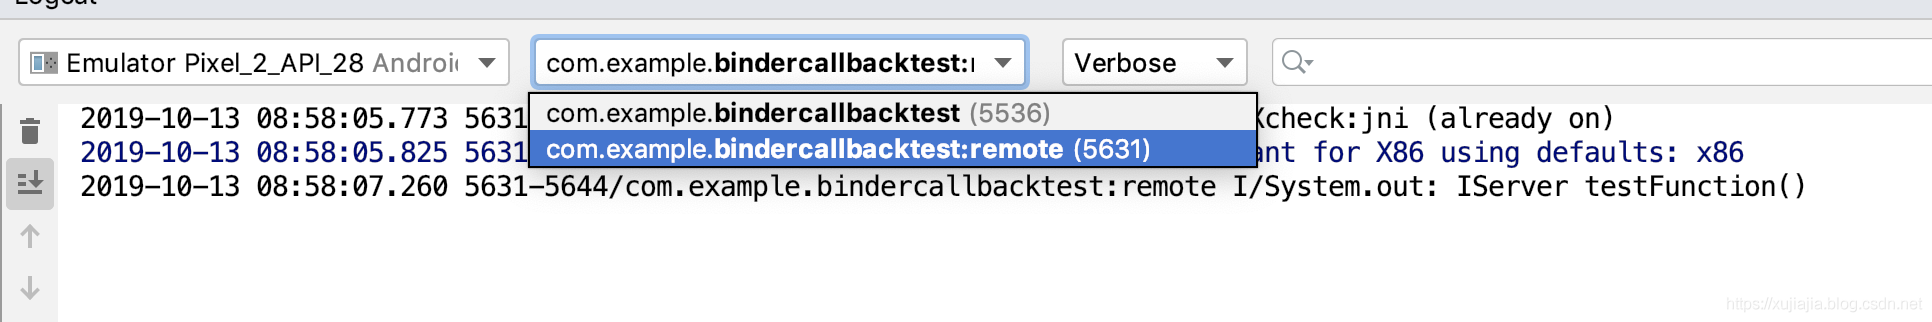 Logcat
Emulator Pixel_2_API_28 Androi
com.example.bindercallbacktest:r
Verbose
com.example.bindercallbacktest (5536)
com.example.bindercallbacktest:remote (5631)
2019-10-13 08:58:05.773 5631 Xcheck:jni (already on)
2019-10-13 08:58:05.825 5631 ant for X86 using defaults: x86
2019-10-13 08:58:07.260 5631-5644/com.example.bindercallbacktest:remote I/System.out: IServer testFunction()
https://xujiajia.blog.csdn.net